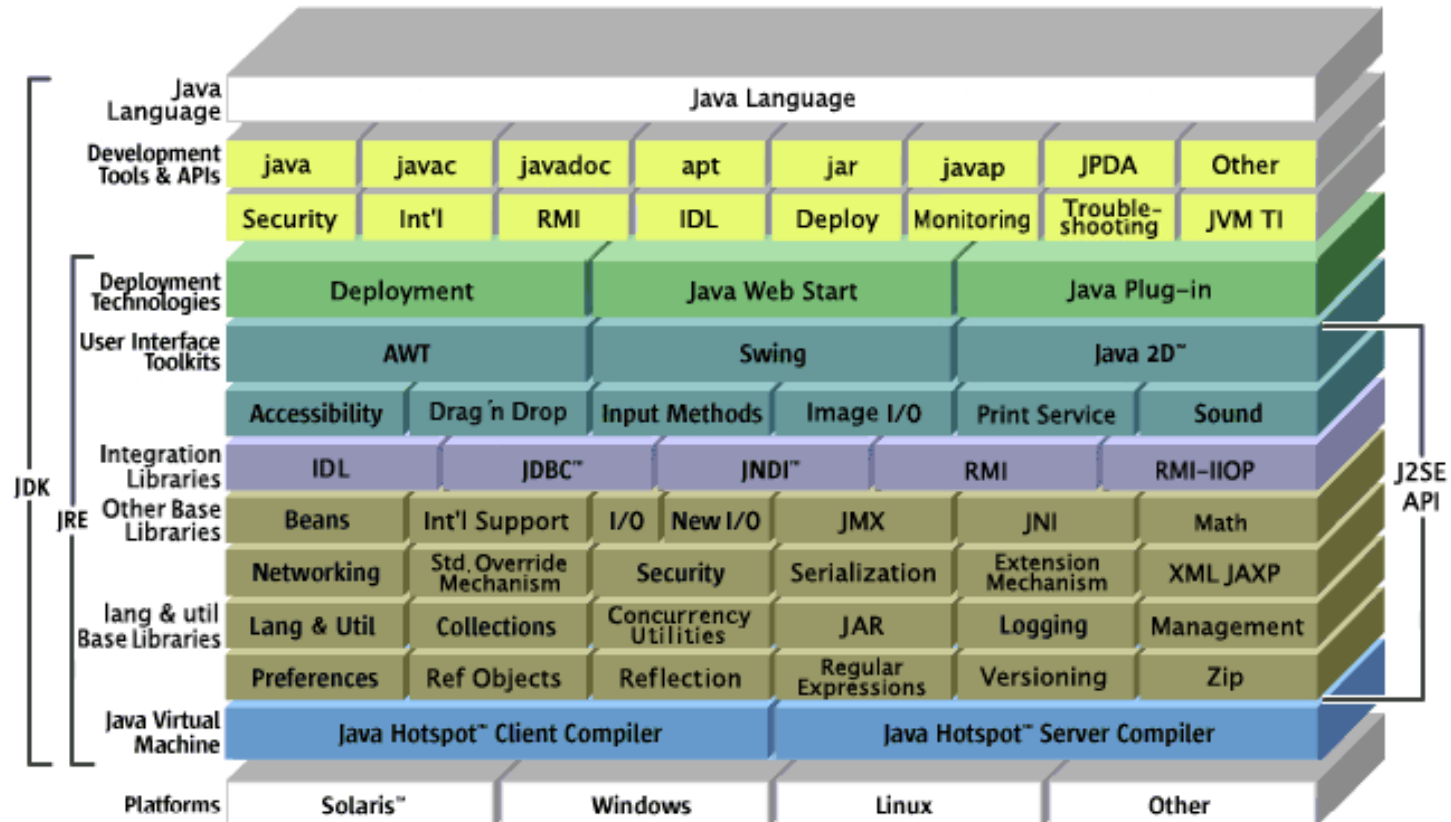 Java
Language
Java Language
Development
Tools & APIs
java javac javadoc apt jar javap JPDA Other
Security Int'l RMI IDL Deploy Monitoring Trouble-
shooting JVM TI
Deployment
Technologies
Deployment Java Web Start Java Plug-in
User Interface
Toolkits
AWT Swing Java 2D™
Accessibility Drag´n Drop Input Methods Image I/O Print Service Sound
Integration
Libraries
IDL JDBC™ JNDI™ RMI RMI-IIOP
JDK
JRE
J2SE
API
Other Base
Libraries
Beans Int'l Support I/O New I/O JMX JNI Math
Networking Std. Override
Mechanism Security Serialization Extension
Mechanism XML JAXP
lang & util
Base Libraries
Lang & Util Collections Concurrency
Utilities JAR Logging Management
Preferences Ref Objects Reflection Regular
Expressions Versioning Zip
Java Virtual
Machine
Java Hotspot™ Client Compiler Java Hotspot™ Server Compiler
Platforms
Solaris™ Windows Linux Other